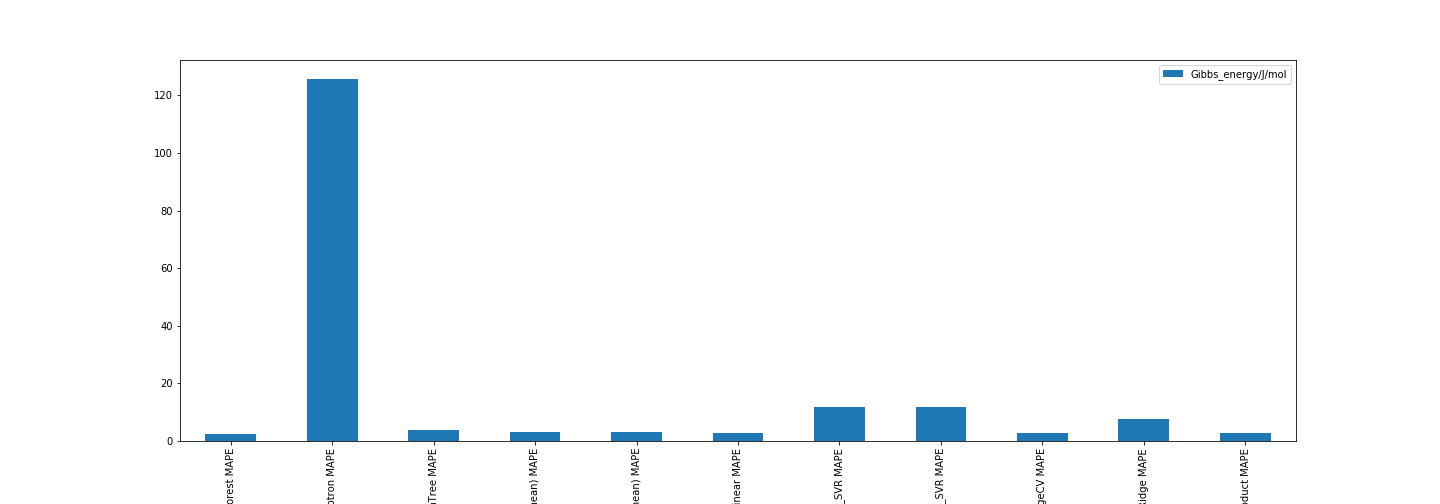 Gibbs_energy/J/mol
120
100
80
60
40
20
0
orest MAPE
ptron MAPE
nTree MAPE
ean) MAPE
ean) MAPE
near MAPE
_SVR MAPE
_SVR MAPE
geCV MAPE
idge MAPE
duct MAPE